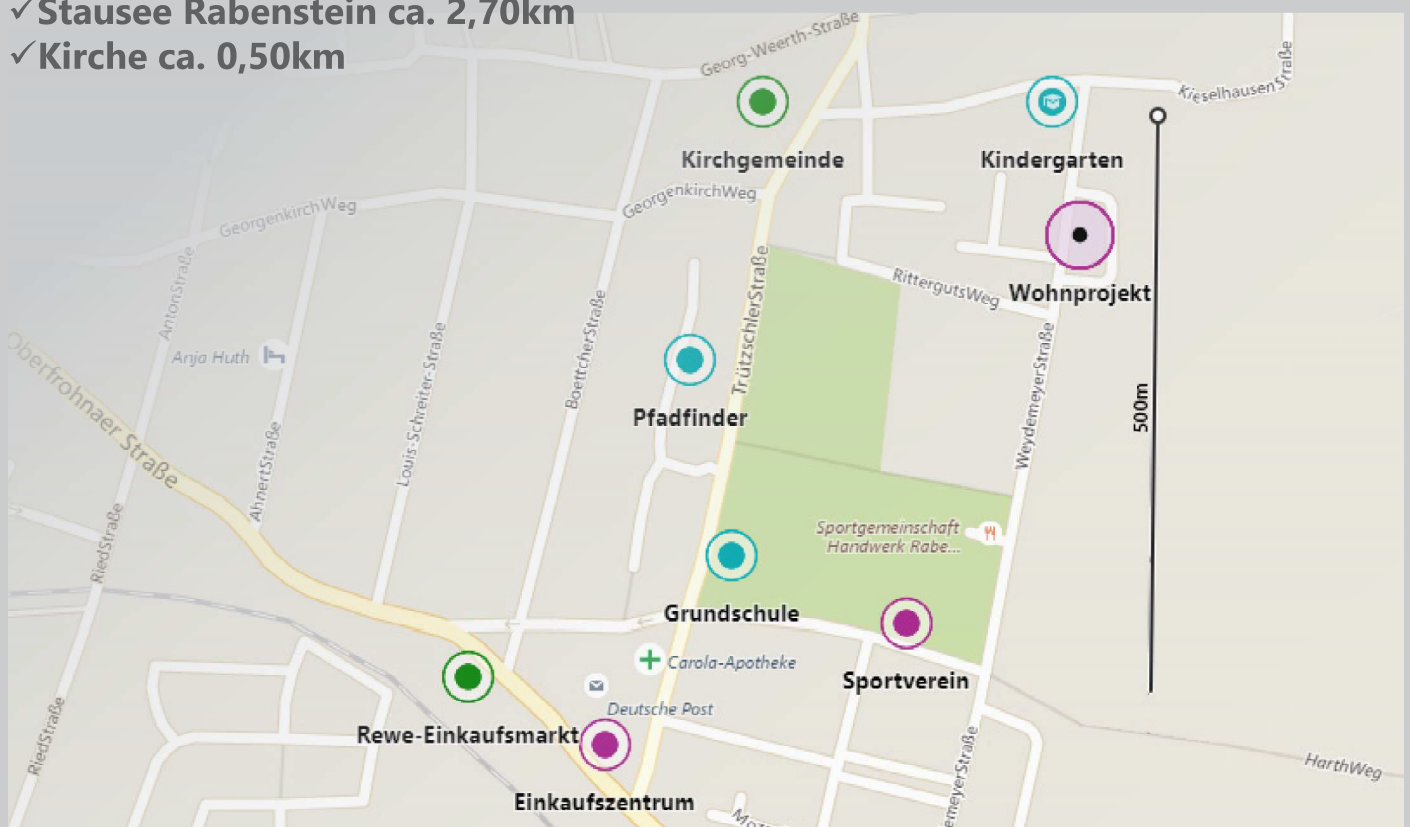 ✓Stausee Rabenstein ca. 2,70km
✓Kirche ca. 0,50km
Georg-Weerth-Straße
KieselhausenStraße
Kirchgemeinde
Kindergarten
GeorgenkirchWeg
GeorgenkirchWeg
AntonStraße
RittergutsWeg
Wohnprojekt
TrützschlerStraße
BoettcherStraße
Louis-Schreiter-Straße
WeydemeyerStraße
500m
Anja Huth
Oberfrohnaer Straße
Pfadfinder
AhnertStraße
RiedStraße
Sportgemeinschaft
Handwerk Rabe...
Grundschule
Carola-Apotheke
Sportverein
Deutsche Post
Rewe-Einkaufsmarkt
RiedStraße
emeyerStraße
HarthWeg
Einkaufszentrum